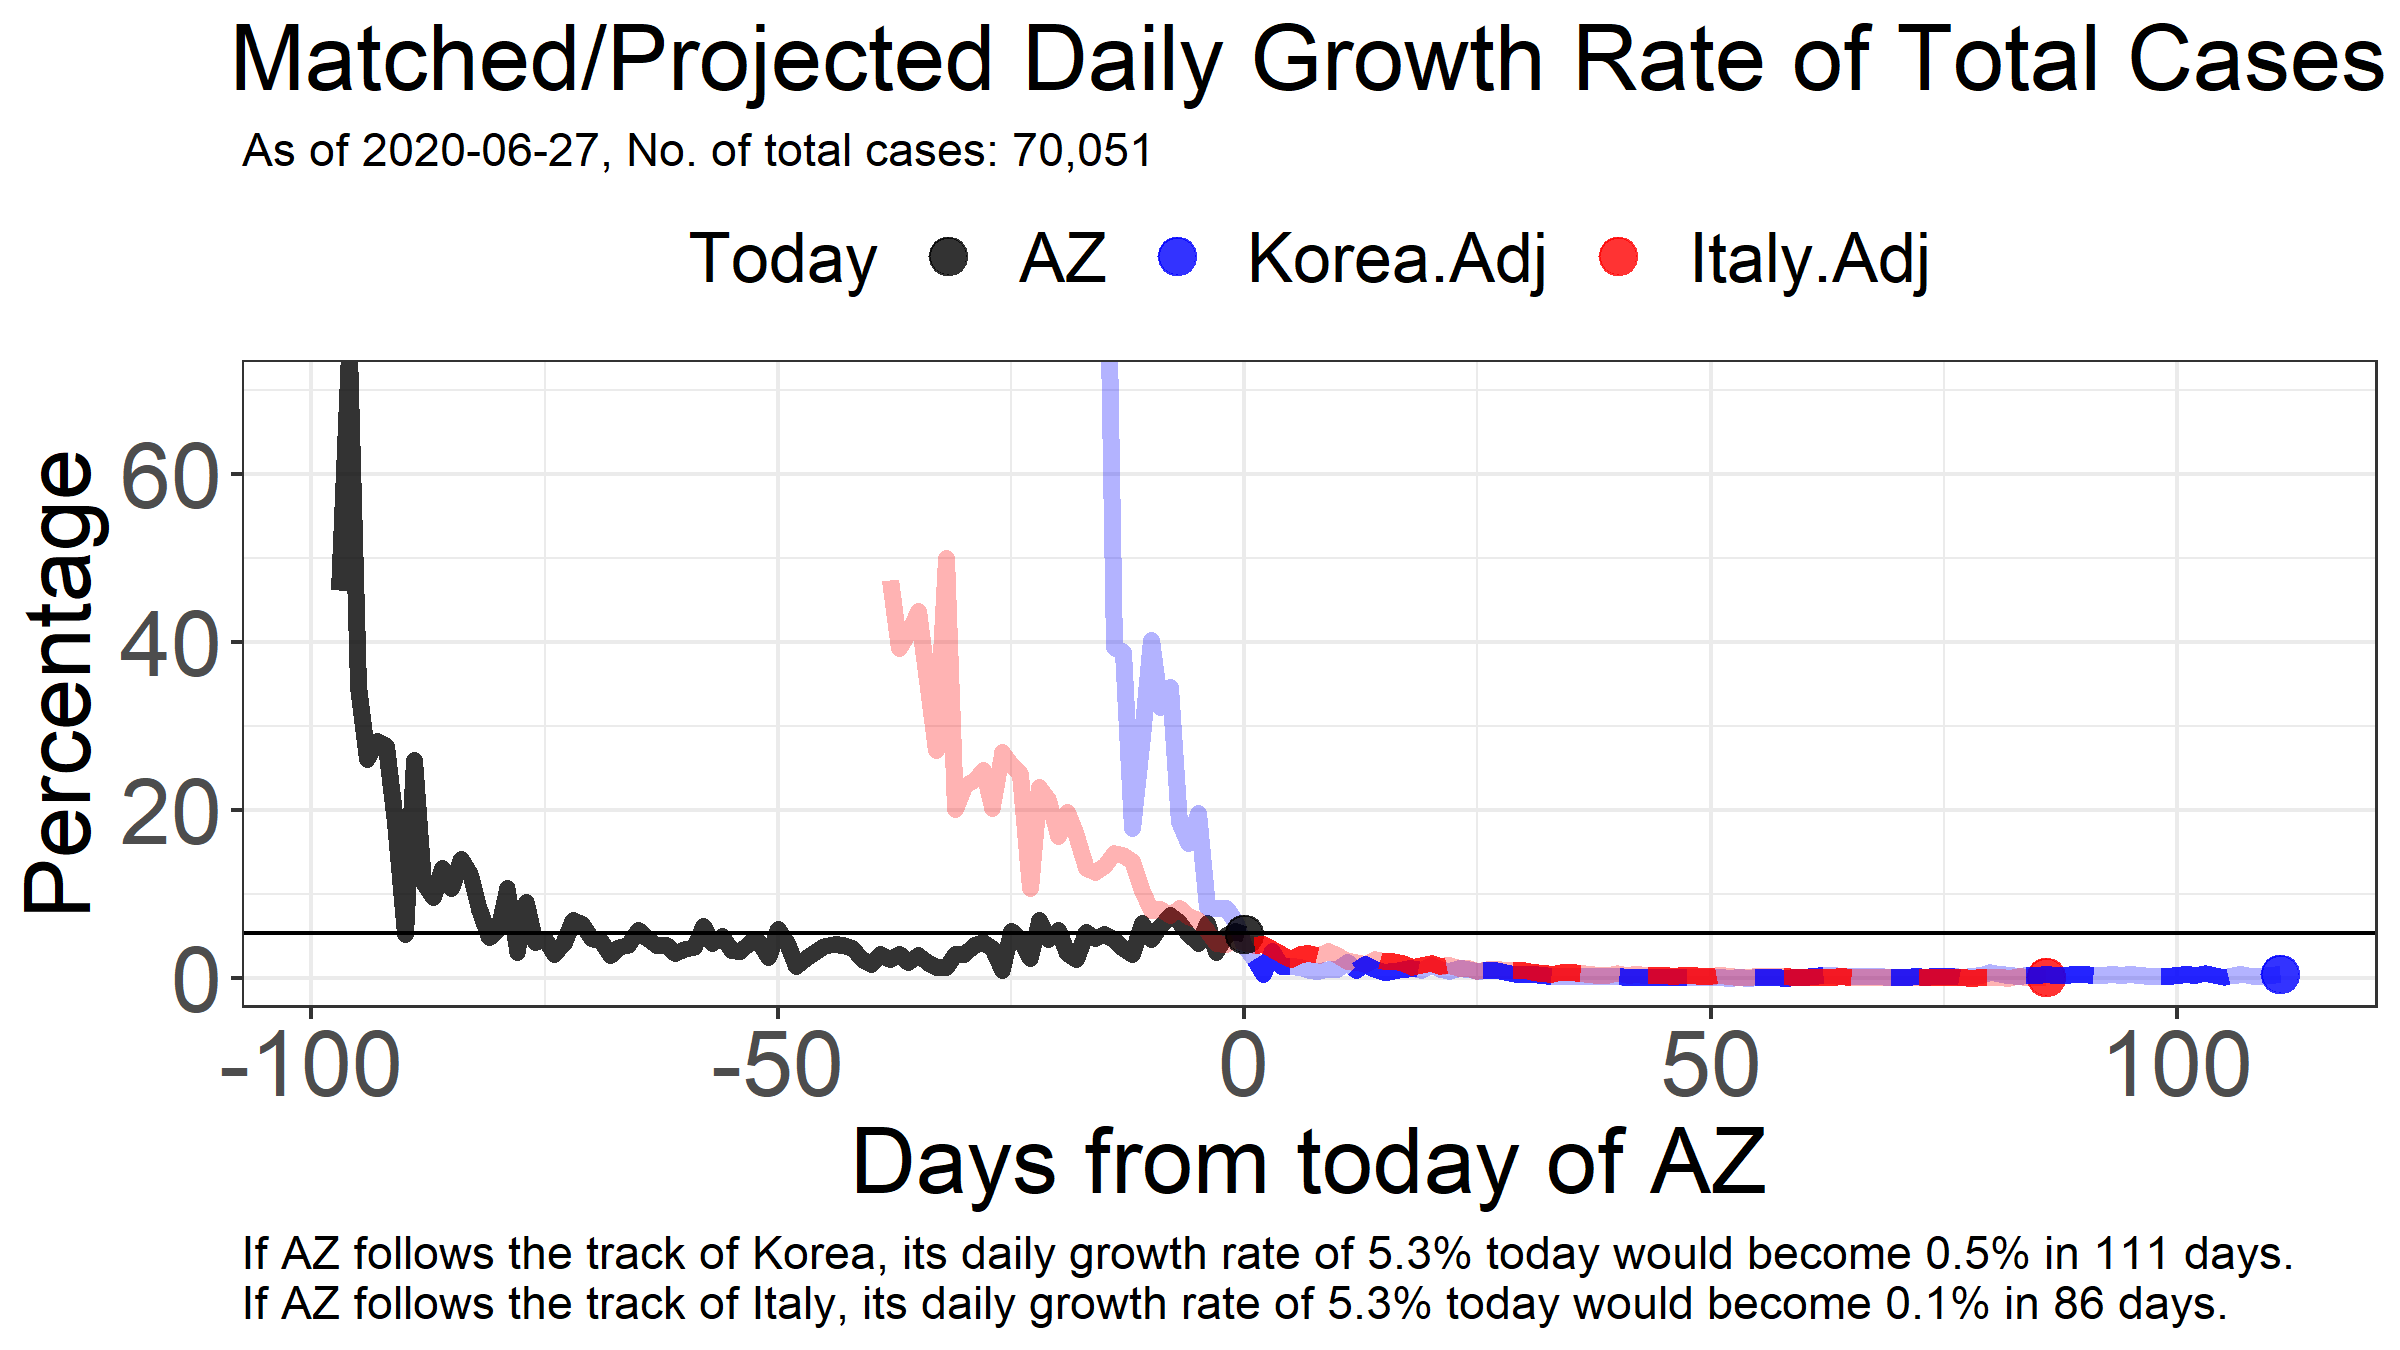 Matched/Projected Daily Growth Rate of Total Cases
As of 2020-06-27, No. of total cases: 70,051
Today AZ Korea.Adj Italy.Adj
Percentage
60
40
20
0
-100 -50 0 50 100
Days from today of AZ
If AZ follows the track of Korea, its daily growth rate of 5.3% today would become 0.5% in 111 days.
If AZ follows the track of Italy, its daily growth rate of 5.3% today would become 0.1% in 86 days.